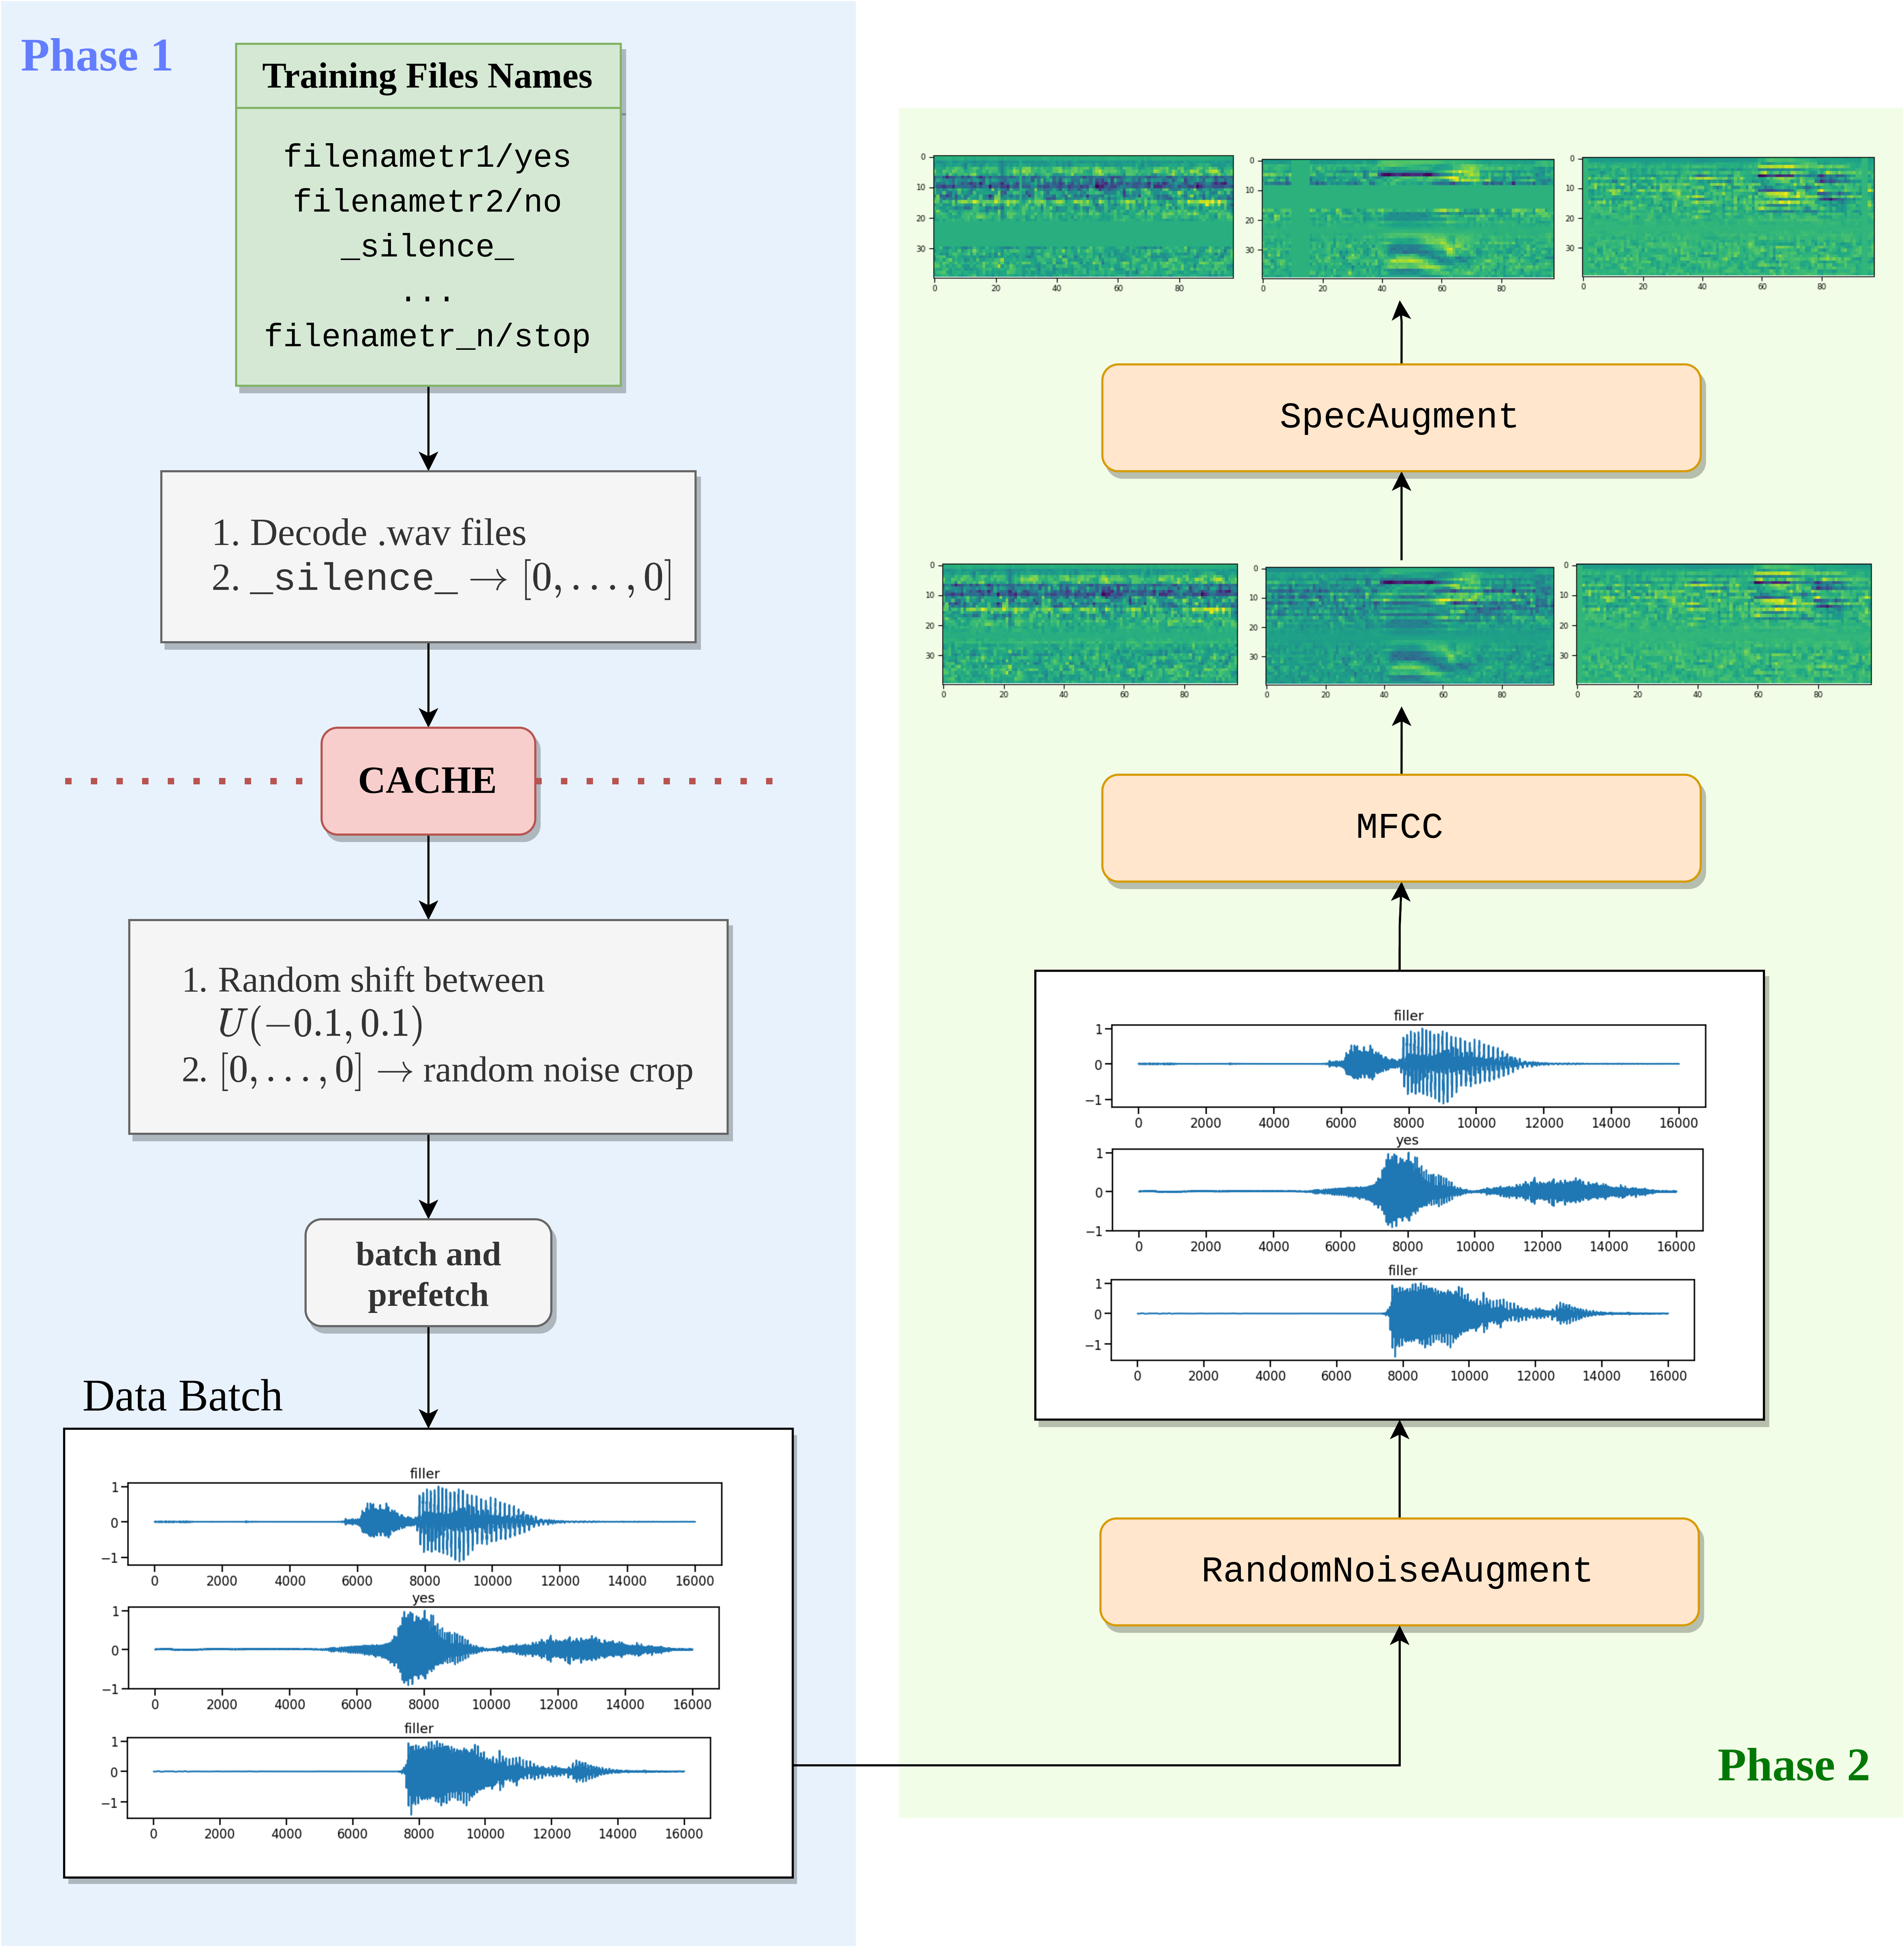 Phase 1
Training Files Names
filenametr1/yes
filenametr2/no
_silence_
...
filenametr_n/stop
1. Decode .wav files
2. _silence_ → [0, . . . , 0]
CACHE
1. Random shift between
U(−0.1, 0.1)
2. [0, . . . , 0] → random noise crop
batch and
prefetch
Data Batch
filler
1
0
−1
0 2000 4000 6000 8000 10000 12000 14000 16000
yes
1
0
−1
0 2000 4000 6000 8000 10000 12000 14000 16000
filler
1
0
−1
0 2000 4000 6000 8000 10000 12000 14000 16000
0
10
20
30
0 20 40 60 80
0
10
20
30
0 20 40 60 80
0
10
20
30
0 20 40 60 80
SpecAugment
0
10
20
30
0 20 40 60 80
0
10
20
30
0 20 40 60 80
0
10
20
30
0 20 40 60 80
MFCC
filler
1
0
−1
0 2000 4000 6000 8000 10000 12000 14000 16000
yes
1
0
−1
0 2000 4000 6000 8000 10000 12000 14000 16000
filler
1
0
−1
0 2000 4000 6000 8000 10000 12000 14000 16000
RandomNoiseAugment
Phase 2